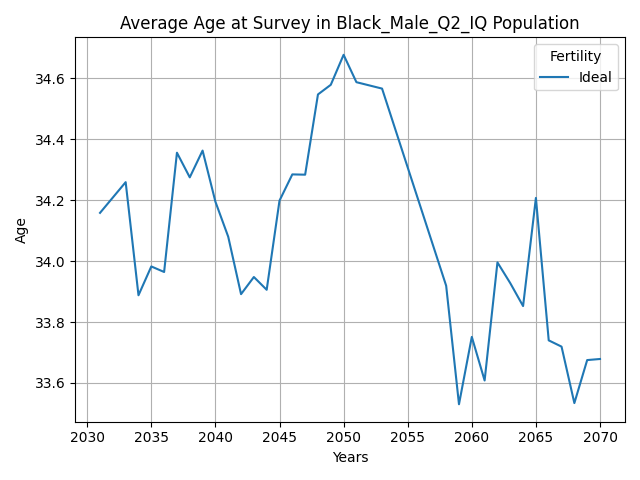 Average Age at Survey in Black_Male_Q2_IQ Population
Fertility
Ideal
34.6
34.4
34.2
34.0
33.8
33.6
Age
2030 2035 2040 2045 2050 2055 2060 2065 2070
Years